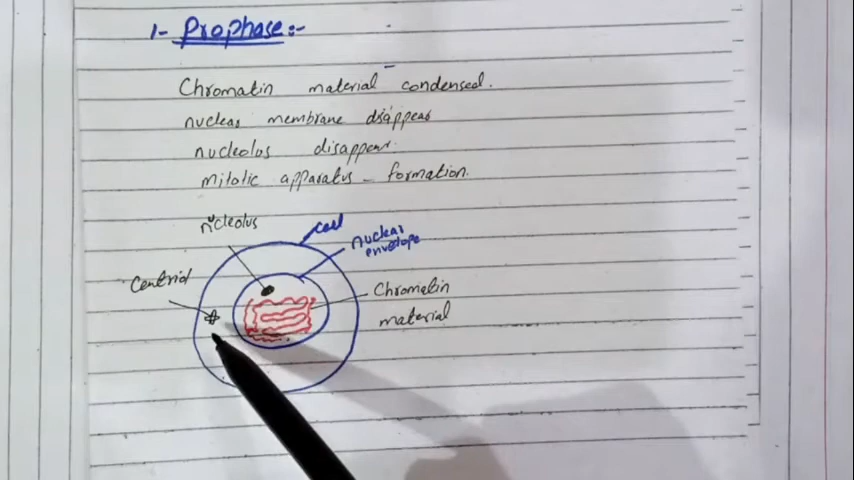 1- Prophase:-
Chromatin material condensed.
nuclear membrane disappear
nucleolus disappear
mitotic apparatus - formation.
nucleolus
cell
nuclear
envelope
Centriol
Chromatin
material